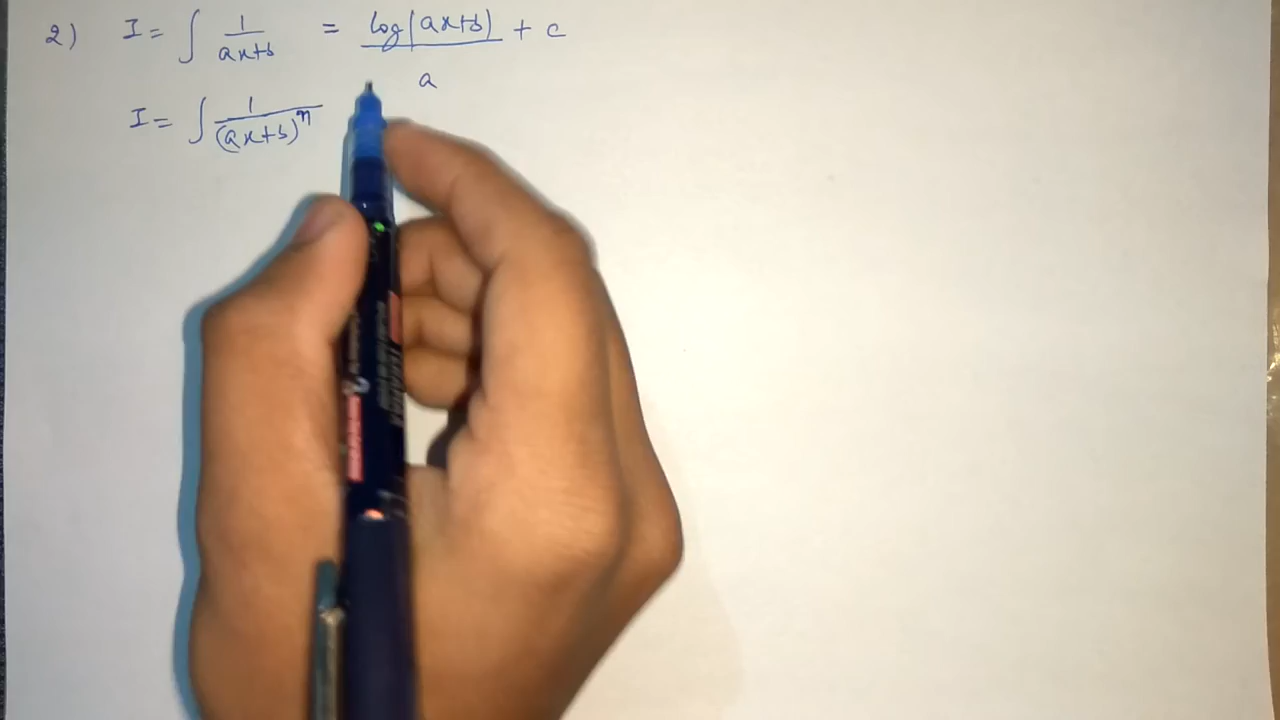 2) I = ∫ 1/(ax+b) = log(ax+b)/a + c
I = ∫ 1/(ax+b)^n